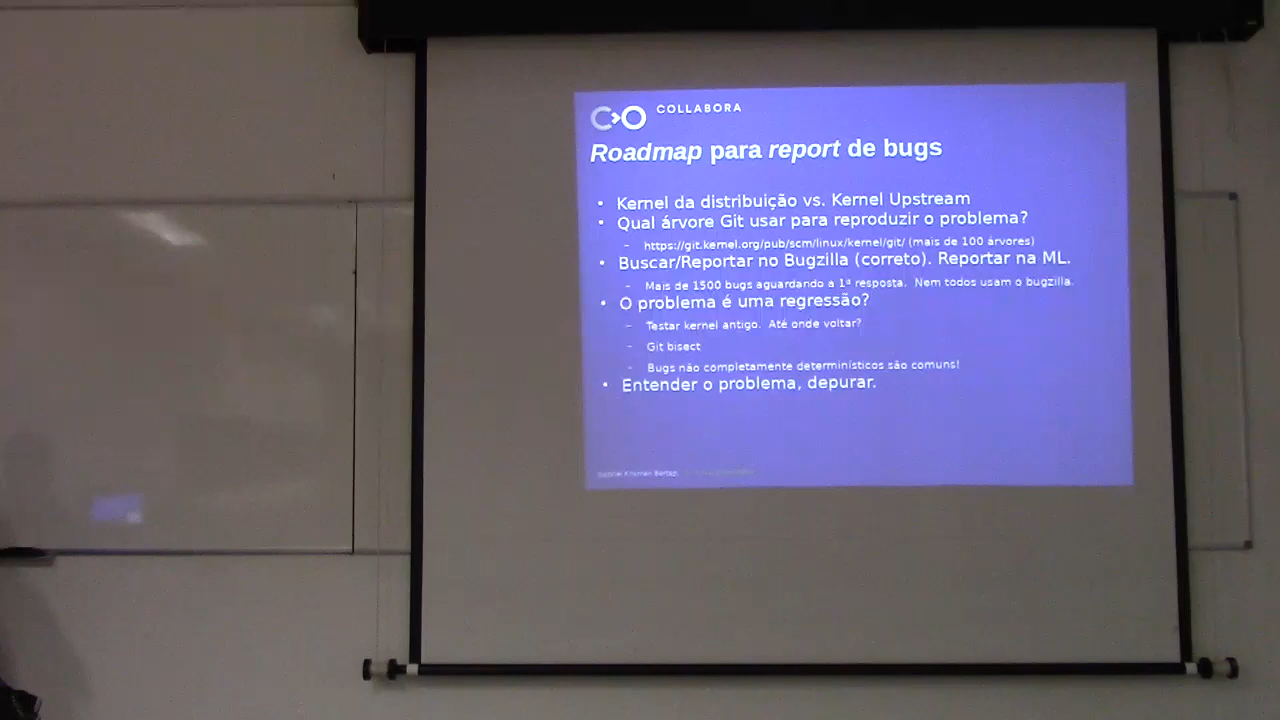 COLLABORA
Roadmap para report de bugs
• Kernel da distribuição vs. Kernel Upstream
• Qual árvore Git usar para reproduzir o problema?
– https://git.kernel.org/pub/scm/linux/kernel/git/ (mais de 100 árvores)
• Buscar/Reportar no Bugzilla (correto). Reportar na ML.
– Mais de 1500 bugs aguardando a 1ª resposta. Nem todos usam o bugzilla.
• O problema é uma regressão?
– Testar kernel antigo. Até onde voltar?
– Git bisect
– Bugs não completamente determinísticos são comuns!
• Entender o problema, depurar.
Gabriel Krisman Bertazi